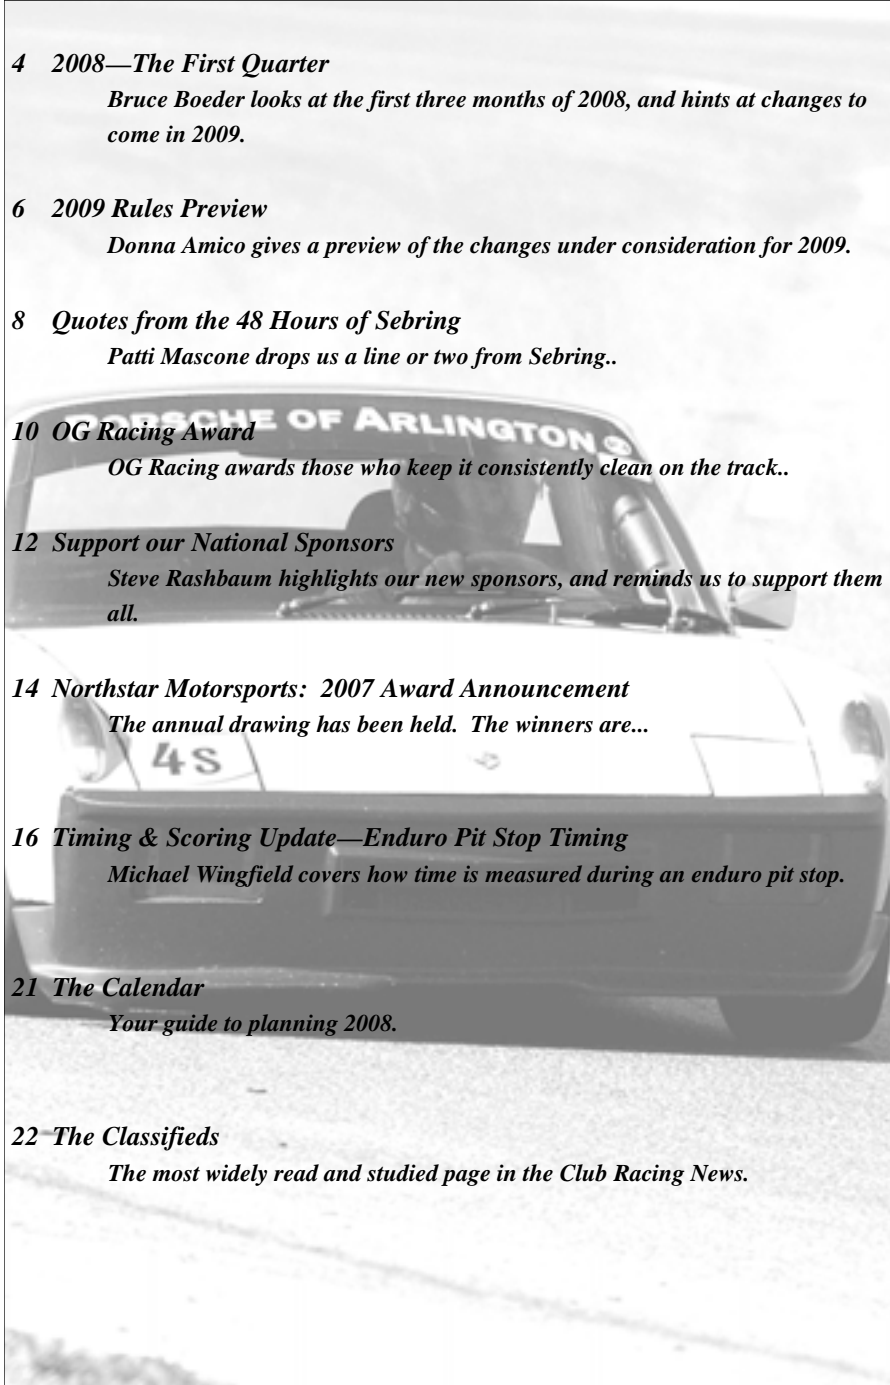 4 2008—The First Quarter
Bruce Boeder looks at the first three months of 2008, and hints at changes to
come in 2009.
6 2009 Rules Preview
Donna Amico gives a preview of the changes under consideration for 2009.
8 Quotes from the 48 Hours of Sebring
Patti Mascone drops us a line or two from Sebring..
PORSCHE OF ARLINGTON
10 OG Racing Award
OG Racing awards those who keep it consistently clean on the track..
12 Support our National Sponsors
Steve Rashbaum highlights our new sponsors, and reminds us to support them
all.
14 Northstar Motorsports: 2007 Award Announcement
The annual drawing has been held. The winners are...
4S
16 Timing & Scoring Update—Enduro Pit Stop Timing
Michael Wingfield covers how time is measured during an enduro pit stop.
21 The Calendar
Your guide to planning 2008.
22 The Classifieds
The most widely read and studied page in the Club Racing News.